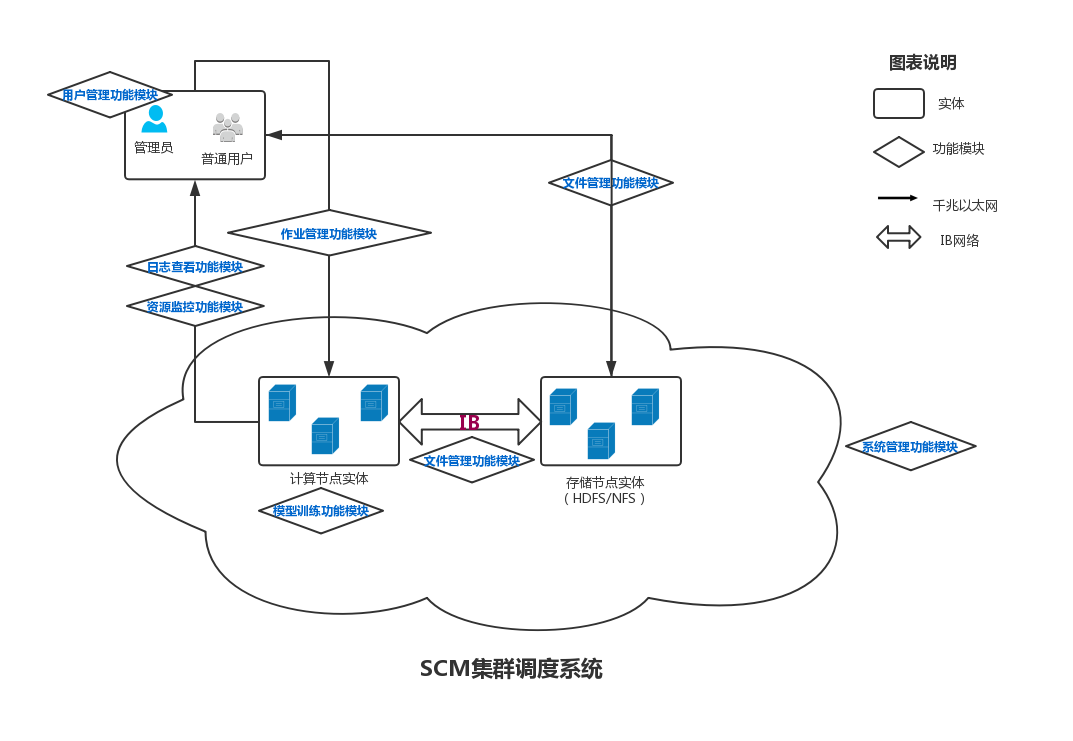 图表说明
用户管理功能模块
管理员
普通用户
实体
功能模块
千兆以太网
IB网络
文件管理功能模块
作业管理功能模块
日志查看功能模块
资源监控功能模块
IB
文件管理功能模块
系统管理功能模块
计算节点实体
存储节点实体
（HDFS/NFS）
模型训练功能模块
SCM集群调度系统